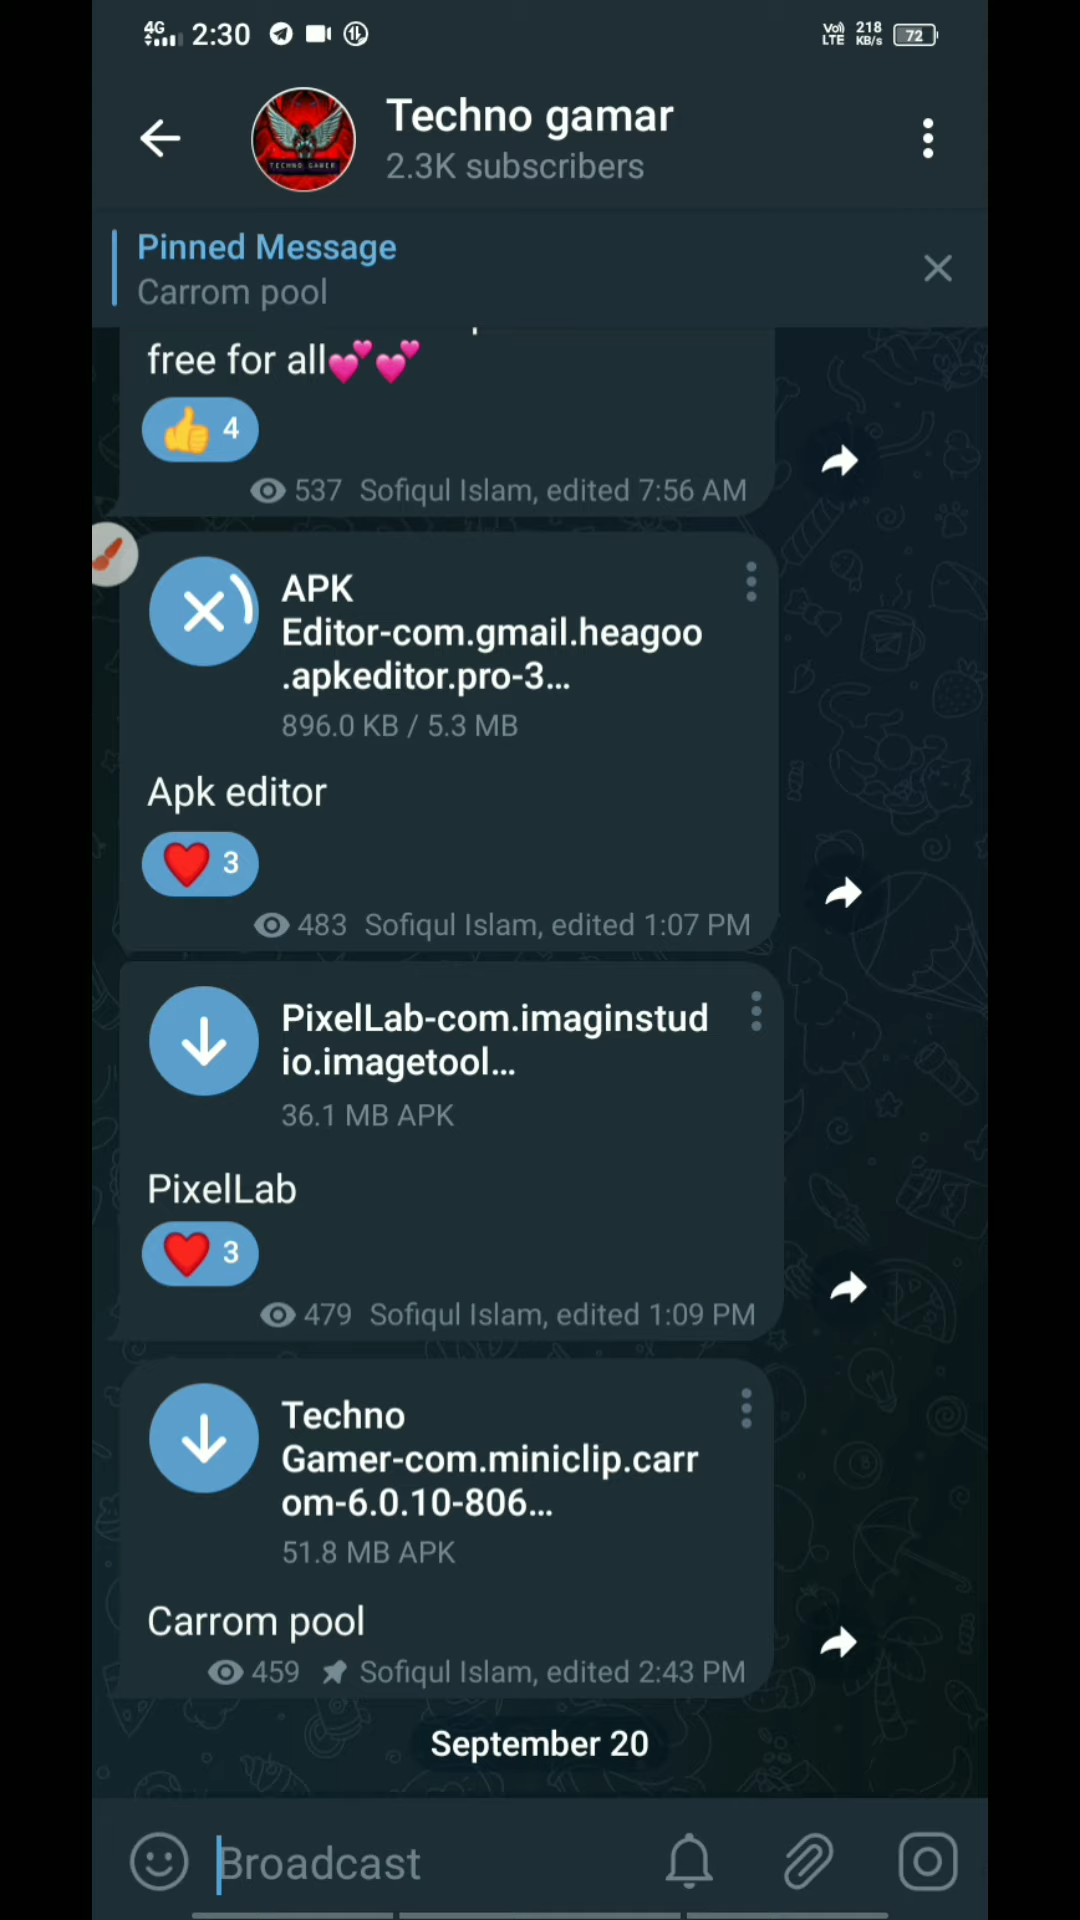 4G 2:30 Vo) LTE 218 KB/s 72
Techno gamar
TECHNO GAMER
2.3K subscribers
Pinned Message
Carrom pool
free for all💕💕
👍 4
537 Sofiqul Islam, edited 7:56 AM
APK
Editor-com.gmail.heagoo
.apkeditor.pro-3...
896.0 KB / 5.3 MB
Apk editor
❤️ 3
483 Sofiqul Islam, edited 1:07 PM
PixelLab-com.imaginstud
io.imagetool...
36.1 MB APK
PixelLab
❤️ 3
479 Sofiqul Islam, edited 1:09 PM
Techno
Gamer-com.miniclip.carr
om-6.0.10-806...
51.8 MB APK
Carrom pool
459 Sofiqul Islam, edited 2:43 PM
September 20
Broadcast